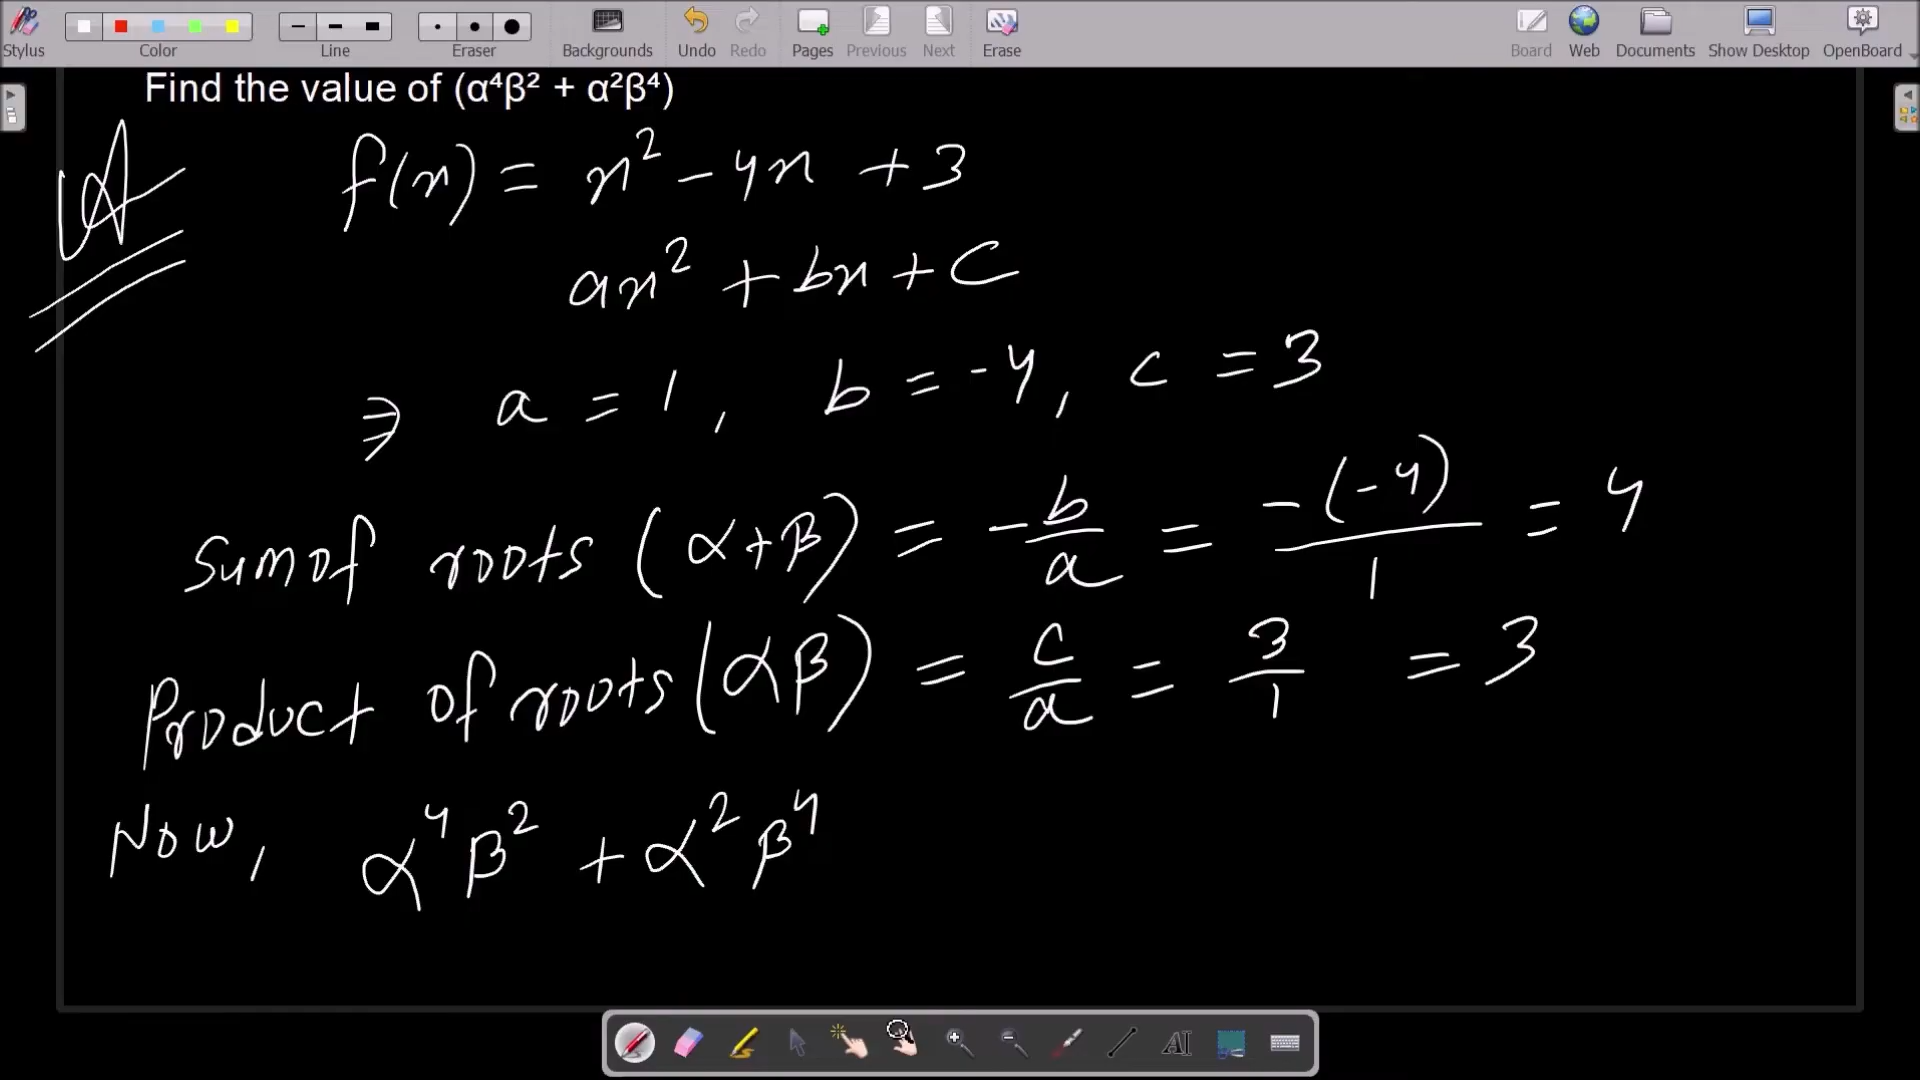 Stylus Color Line Eraser Backgrounds Undo Redo Pages Previous Next Erase Board Web Documents Show Desktop OpenBoard
Find the value of (α⁴β² + α²β⁴)
f(x) = x² - 4x + 3
ax² + bx + c
⇒ a = 1, b = -4, c = 3
Sum of roots (α+β) = -b/a = -(-4)/1 = 4
Product of roots (αβ) = c/a = 3/1 = 3
Now, α⁴β² + α²β⁴
AI